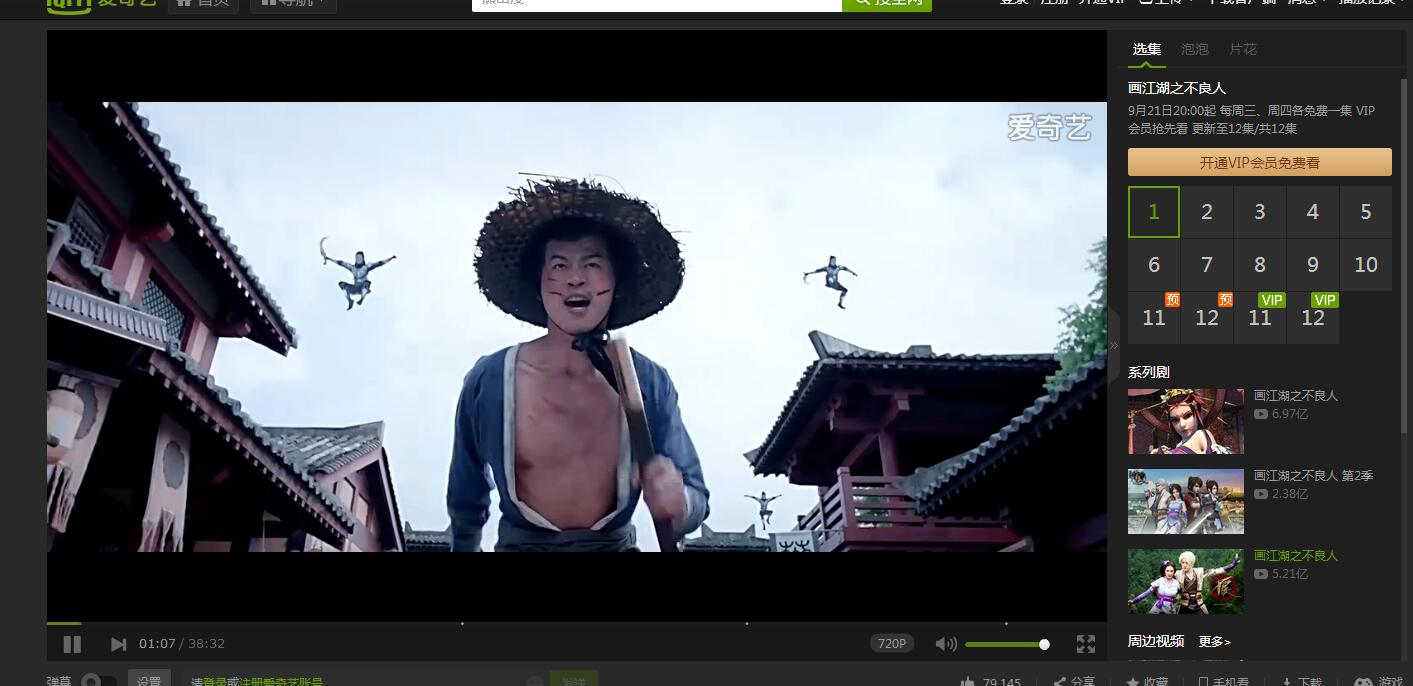 爱奇艺
首页
导航
搜全网
登录 注册 开通VIP 上传 下载客户端 消息 播放记录
爱奇艺
选集 泡泡 片花
画江湖之不良人
9月21日20:00起 每周三、周四各免费一集 VIP
会员抢先看 更新至12集/共12集
开通VIP会员免费看
1 2 3 4 5
6 7 8 9 10
预 预 VIP VIP
11 12 11 12
系列剧
画江湖之不良人
6.97亿
画江湖之不良人 第2季
2.38亿
画江湖之不良人
5.21亿
周边视频 更多>
01:07 / 38:32
720P
弹幕 设置 请登录或注册爱奇艺账号 发送
79,145 分享 收藏 手机看 下载 游戏